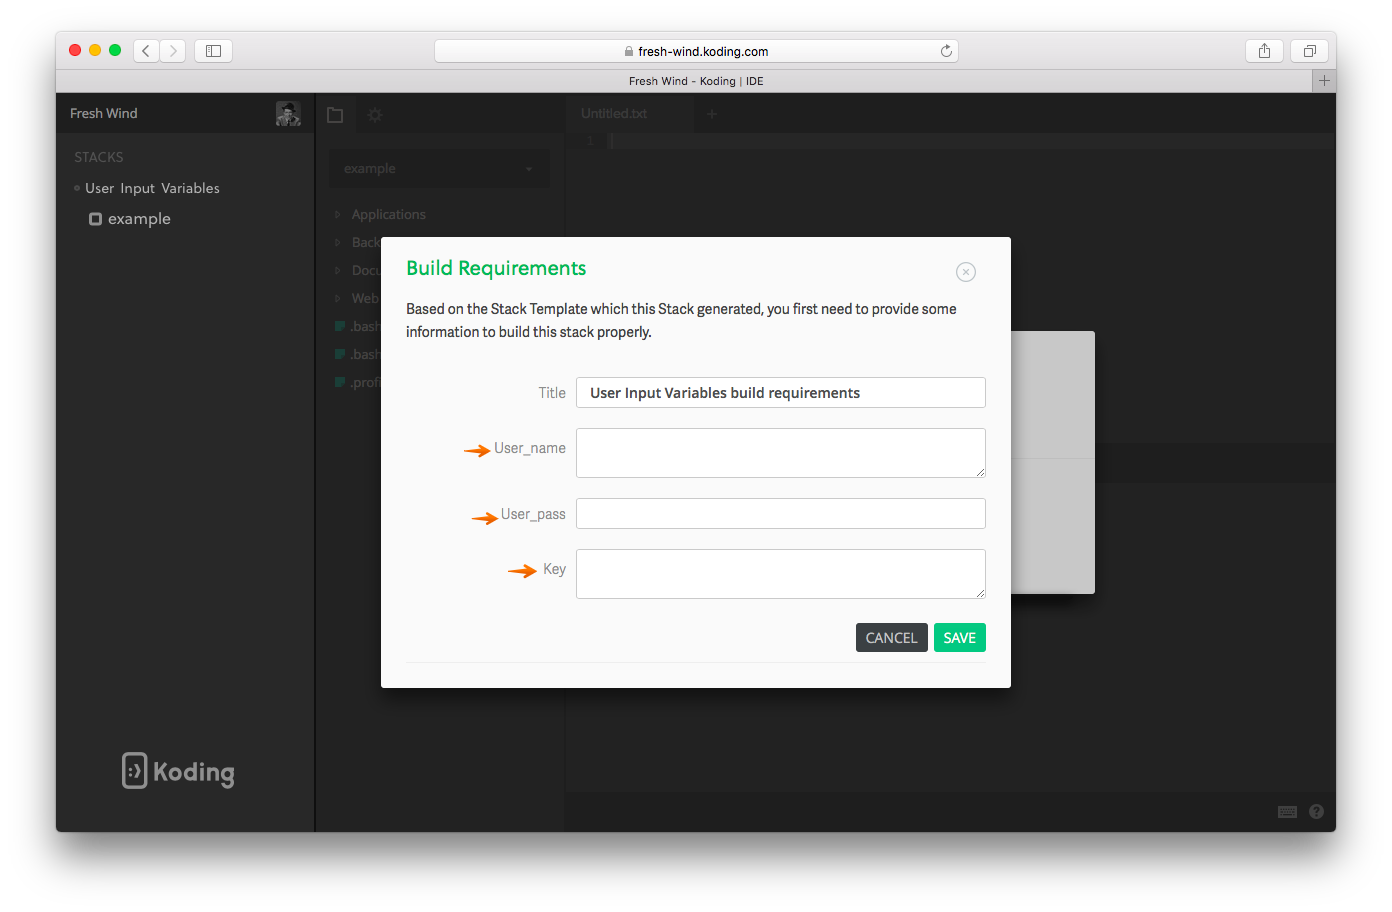 fresh-wind.koding.com
Fresh Wind - Koding | IDE
Fresh Wind
Untitled.txt
STACKS
1
example
User Input Variables
example
Applications
Back
Docu
Web
.bash
.bash
.profi
Build Requirements
Based on the Stack Template which this Stack generated, you first need to provide some
information to build this stack properly.
Title
User Input Variables build requirements
User_name
User_pass
Key
CANCEL
SAVE
Koding